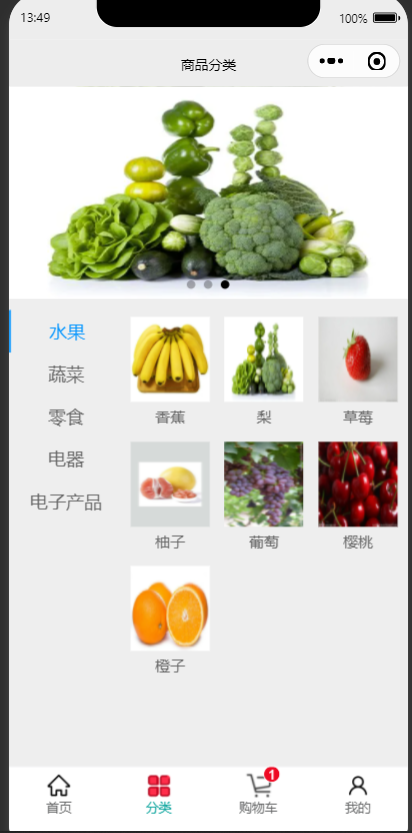 13:49
100%
商品分类
水果
蔬菜
零食
电器
电子产品
香蕉
梨
草莓
柚子
葡萄
樱桃
橙子
首页
分类
1
购物车
我的